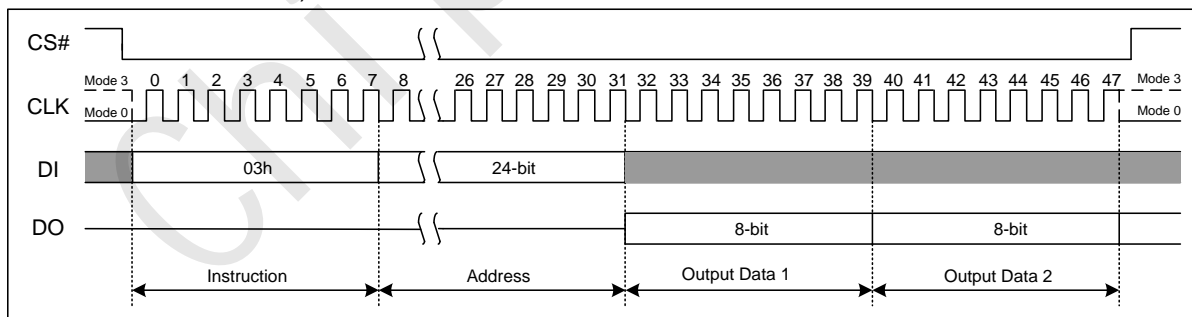 CS#
Mode 3 0 1 2 3 4 5 6 7 8 26 27 28 29 30 31 32 33 34 35 36 37 38 39 40 41 42 43 44 45 46 47 Mode 3
CLK
Mode 0 Mode 0
DI 03h 24-bit
DO 8-bit 8-bit
Instruction Address Output Data 1 Output Data 2